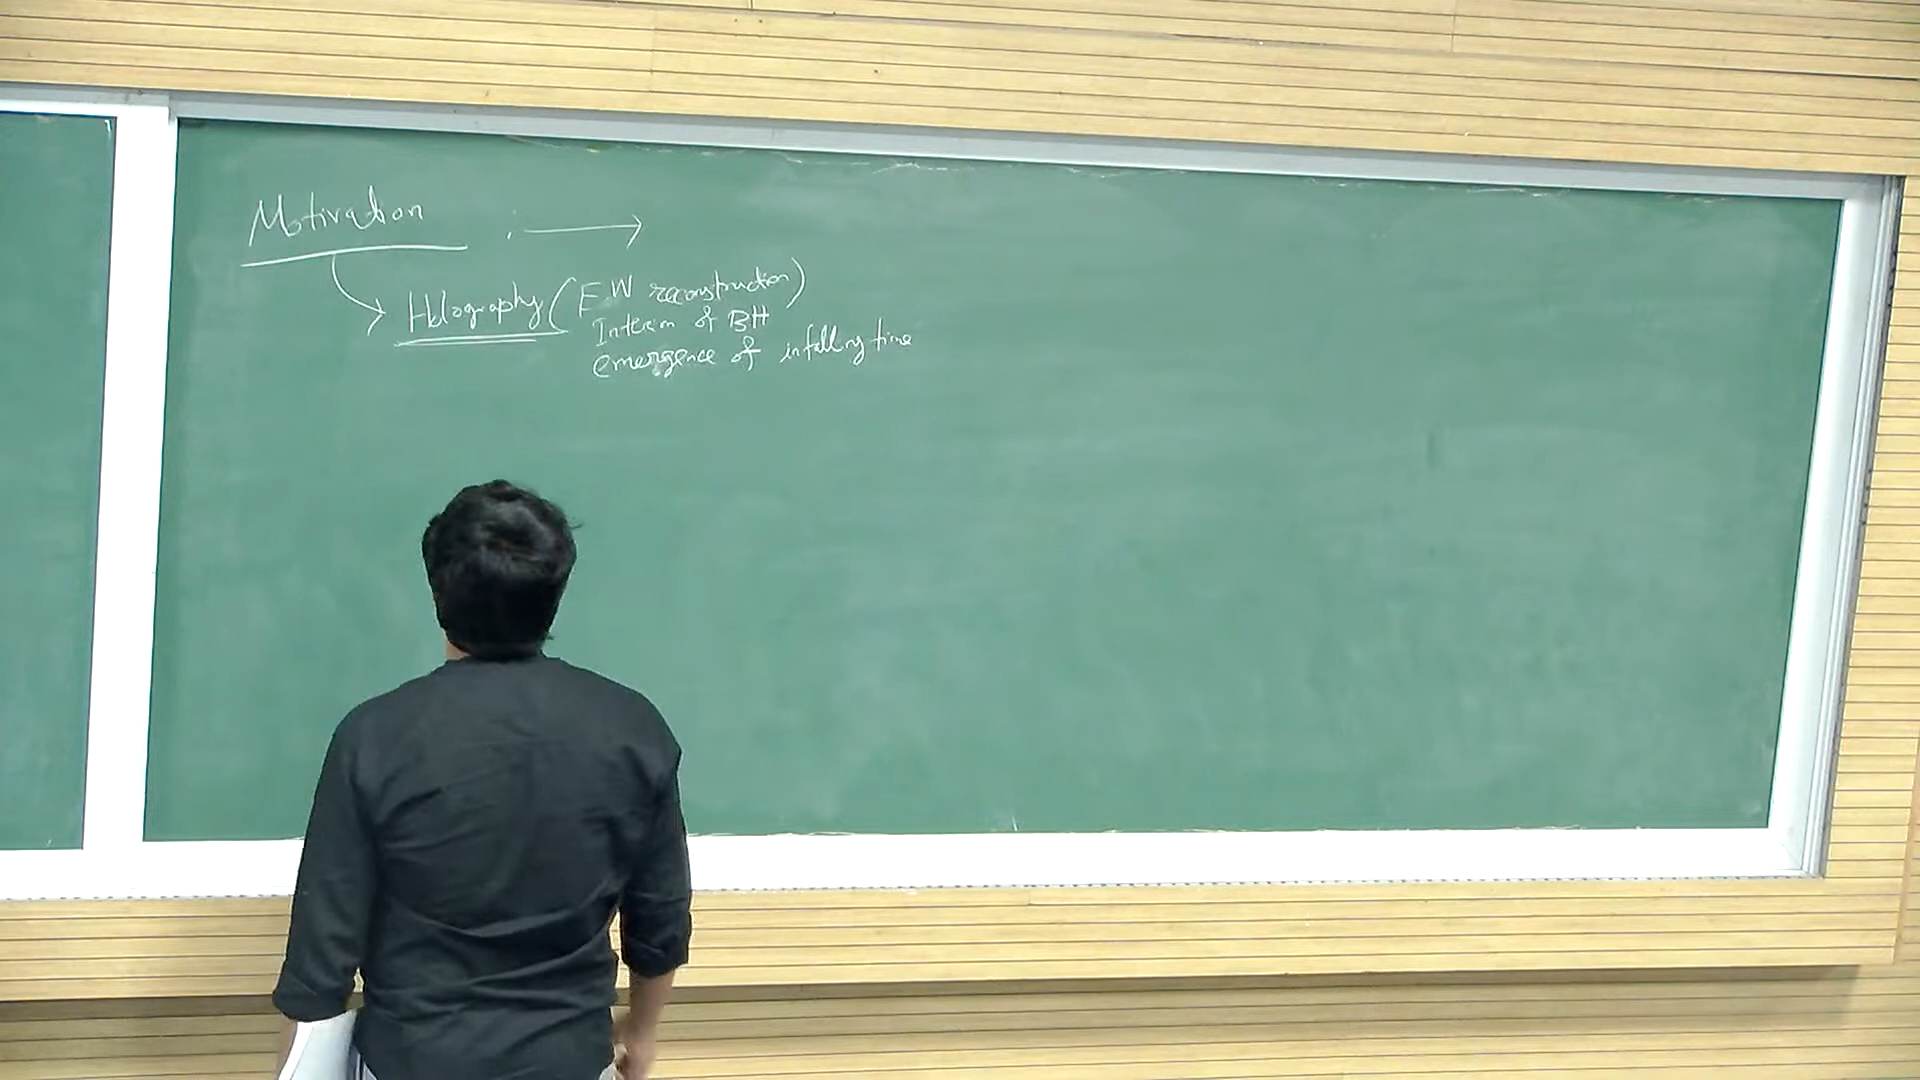 Motivation : →
Holography (E.W reconstruction)
Interior of BH
emergence of infalling time